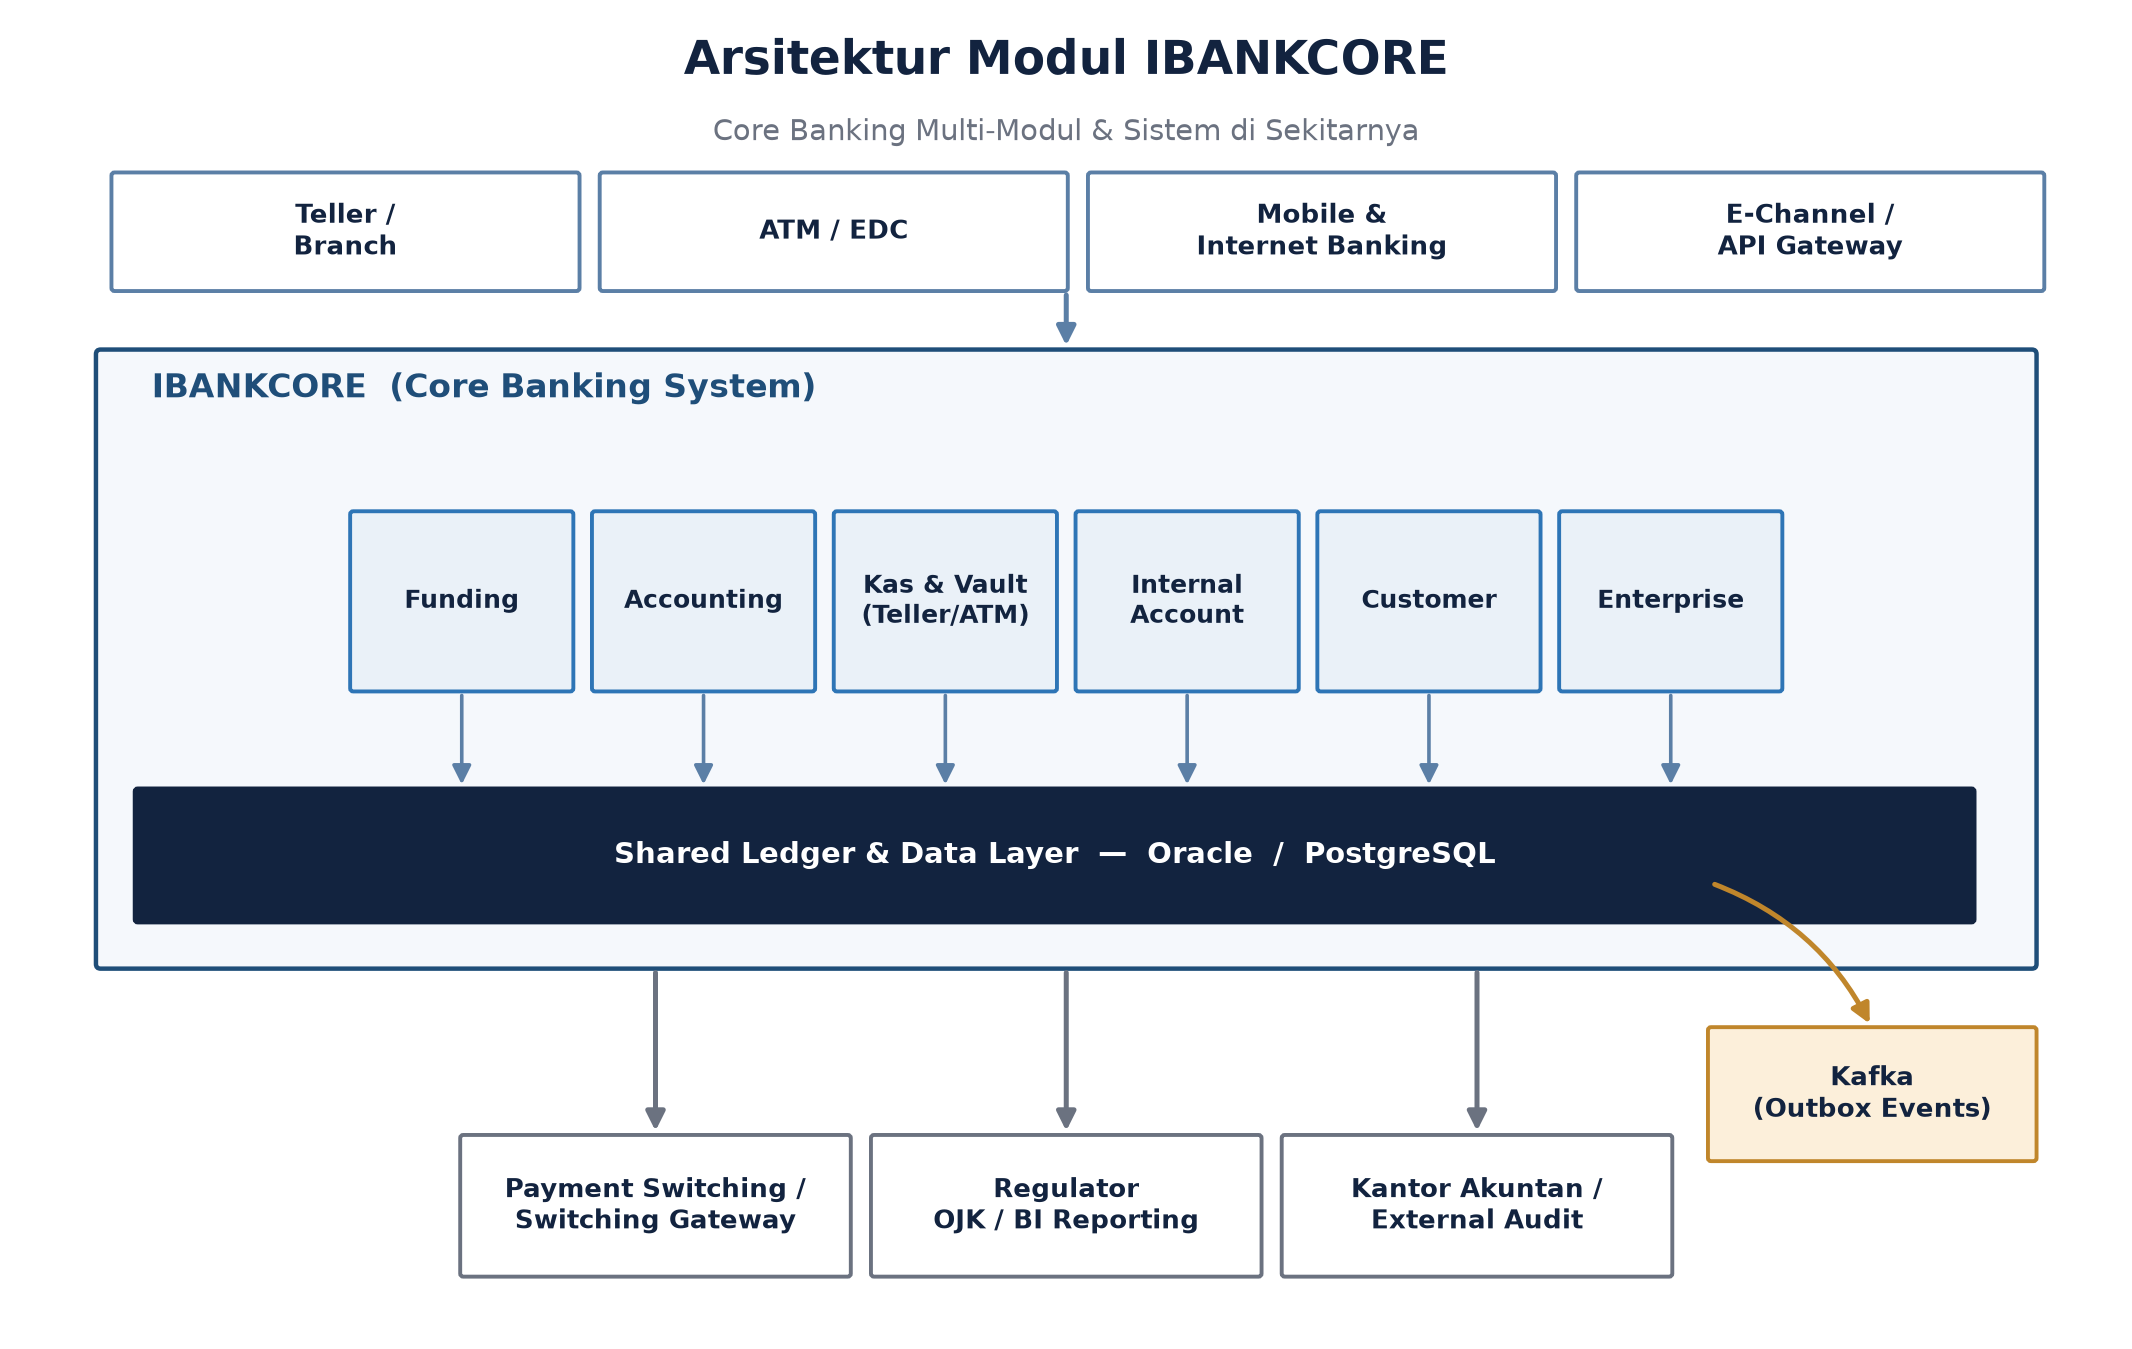 Arsitektur Modul IBANKCORE
Core Banking Multi-Modul & Sistem di Sekitarnya
Teller /
Branch
ATM / EDC
Mobile &
Internet Banking
E-Channel /
API Gateway
IBANKCORE (Core Banking System)
Funding
Accounting
Kas & Vault
(Teller/ATM)
Internal
Account
Customer
Enterprise
Shared Ledger & Data Layer — Oracle / PostgreSQL
Kafka
(Outbox Events)
Payment Switching /
Switching Gateway
Regulator
OJK / BI Reporting
Kantor Akuntan /
External Audit